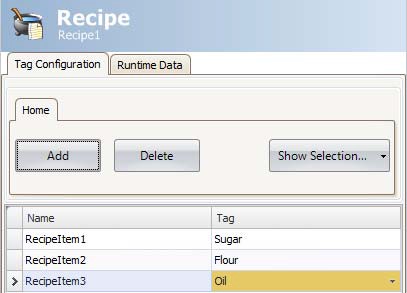 Recipe
Recipe1
Tag Configuration Runtime Data
Home
Add Delete Show Selection...
Name Tag
RecipeItem1 Sugar
RecipeItem2 Flour
RecipeItem3 Oil